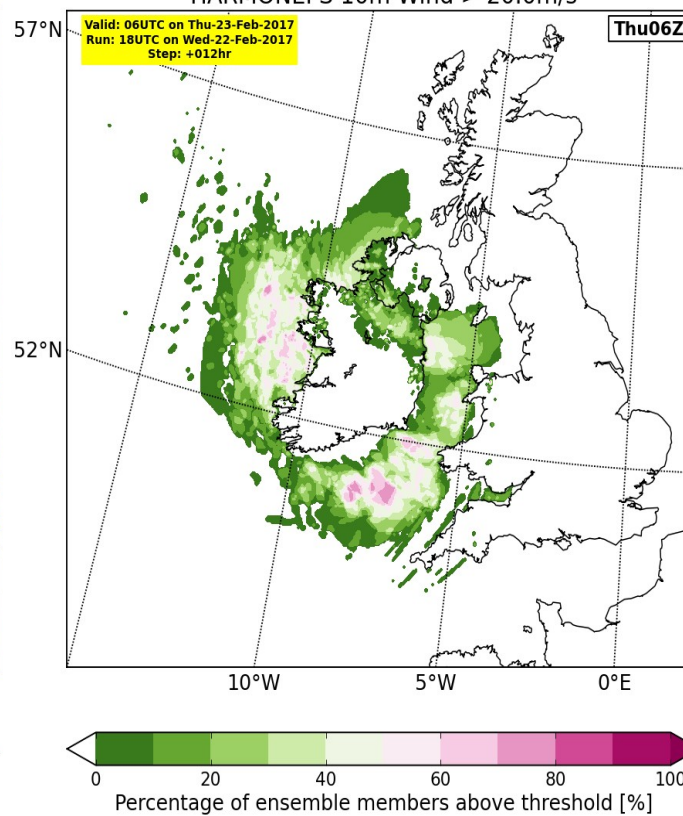 HARMONEPS 10m Wind > 20.0m/s
Valid: 06UTC on Thu-23-Feb-2017
Run: 18UTC on Wed-22-Feb-2017
Step: +012hr
Thu06Z
57°N
52°N
10°W 5°W 0°E
0 20 40 60 80 100
Percentage of ensemble members above threshold [%]